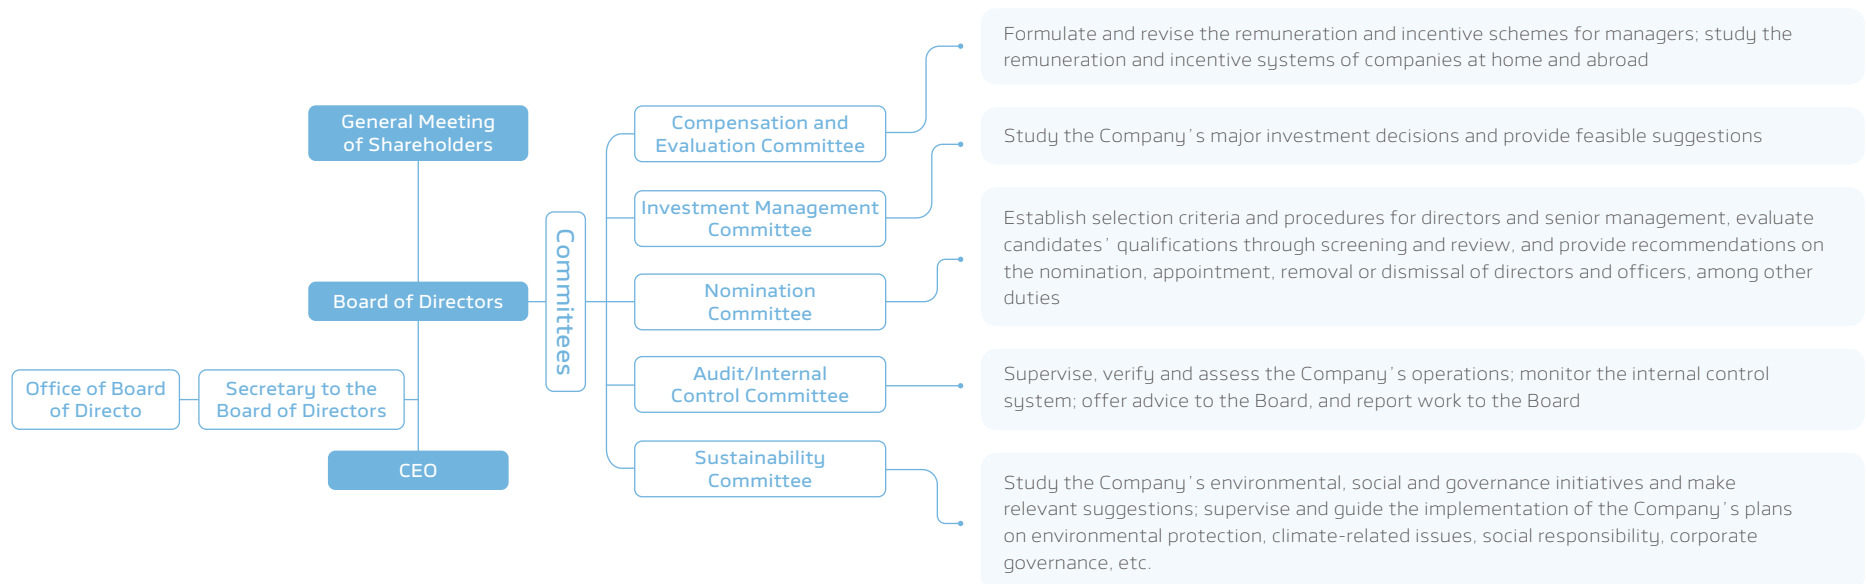 General Meeting
of Shareholders
Board of Directors
Office of Board
of Directo
Secretary to the
Board of Directors
CEO
Committees
Compensation and
Evaluation Committee
Formulate and revise the remuneration and incentive schemes for managers; study the
remuneration and incentive systems of companies at home and abroad
Investment Management
Committee
Study the Company's major investment decisions and provide feasible suggestions
Nomination
Committee
Establish selection criteria and procedures for directors and senior management, evaluate
candidates' qualifications through screening and review, and provide recommendations on
the nomination, appointment, removal or dismissal of directors and officers, among other
duties
Audit/Internal
Control Committee
Supervise, verify and assess the Company's operations; monitor the internal control
system; offer advice to the Board, and report work to the Board
Sustainability
Committee
Study the Company's environmental, social and governance initiatives and make
relevant suggestions; supervise and guide the implementation of the Company's plans
on environmental protection, climate-related issues, social responsibility, corporate
governance, etc.